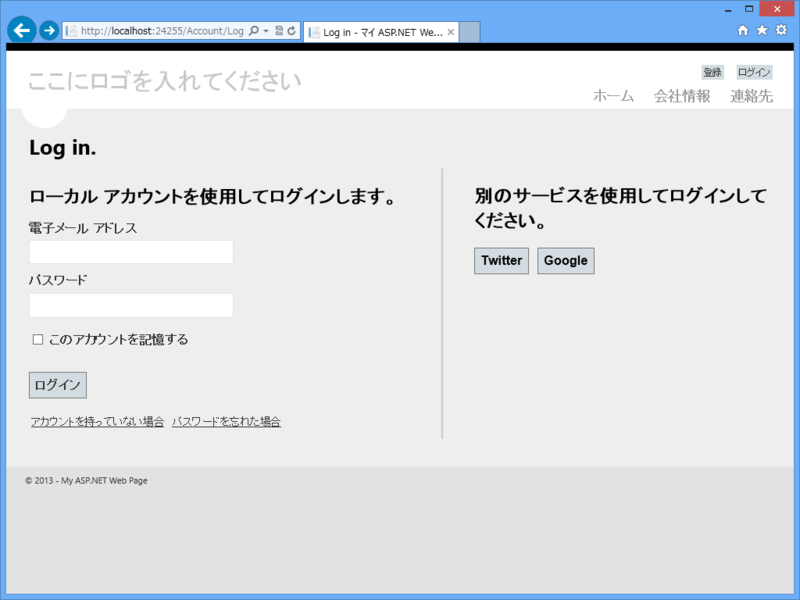 http://localhost:24255/Account/Log
Log in - マイ ASP.NET We...
ここにロゴを入れてください
登録 ログイン
ホーム 会社情報 連絡先
Log in.
ローカル アカウントを使用してログインします。
電子メール アドレス
パスワード
このアカウントを記憶する
ログイン
アカウントを持っていない場合 パスワードを忘れた場合
別のサービスを使用してログインして
ください。
Twitter Google
© 2013 - My ASP.NET Web Page